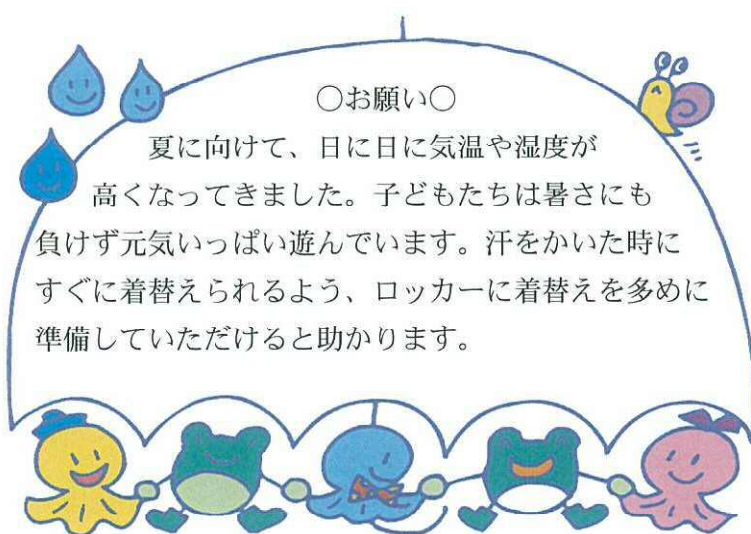 ○お願い○
夏に向けて、日に日に気温や湿度が
高くなってきました。子どもたちは暑さにも
負けず元気いっぱい遊んでいます。汗をかいた時に
すぐに着替えられるよう、ロッカーに着替えを多めに
準備していただけると助かります。